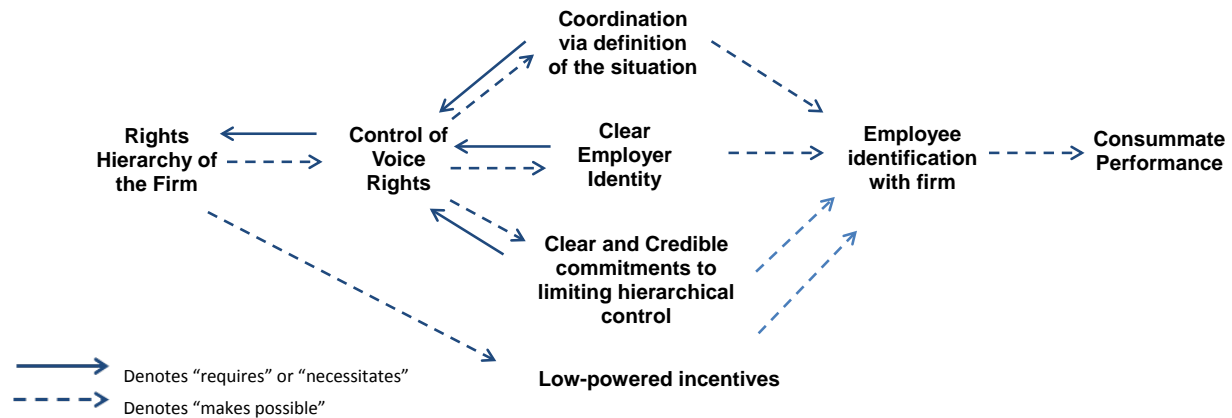 Coordination
via definition
of the situation
Rights
Hierarchy of
the Firm
Control of
Voice
Rights
Clear
Employer
Identity
Employee
identification
with firm
Consummate
Performance
Clear and Credible
commitments to
limiting hierarchical
control
Low-powered incentives
Denotes “requires” or “necessitates”
Denotes “makes possible”